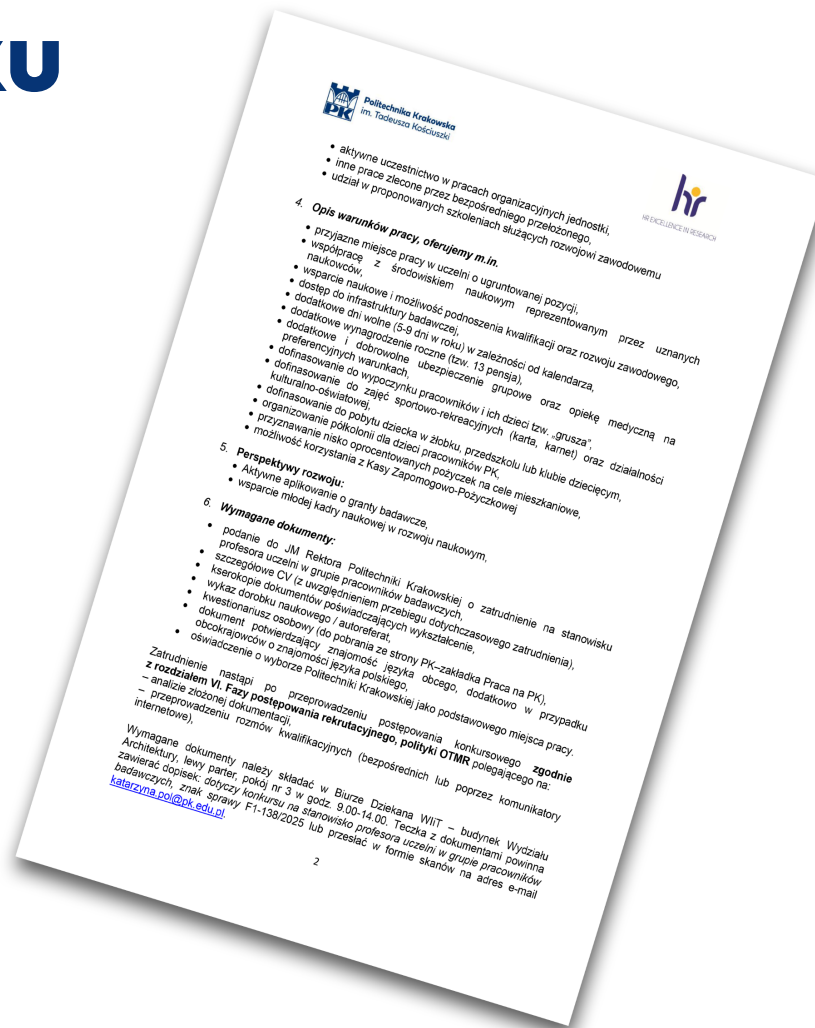 KU
Politechnika Krakowska
im. Tadeusza Kościuszki
PK
hr
HR EXCELLENCE IN RESEARCH
• aktywne uczestnictwo w pracach organizacyjnych jednostki,
• inne prace zlecone przez bezpośredniego przełożonego,
• udział w proponowanych szkoleniach służących rozwojowi zawodowemu
4. Opis warunków pracy, oferujemy m.in.
• przyjazne miejsce pracy w uczelni o ugruntowanej pozycji,
• współpracę z środowiskiem naukowym reprezentowanym przez uznanych
naukowców,
• wsparcie naukowe i możliwość podnoszenia kwalifikacji oraz rozwoju zawodowego,
• dostęp do infrastruktury badawczej,
• dodatkowe dni wolne (5-9 dni w roku) w zależności od kalendarza,
• dodatkowe wynagrodzenie roczne (tzw. 13 pensja),
• dodatkowe i dobrowolne ubezpieczenie grupowe oraz opiekę medyczną na
preferencyjnych warunkach,
• dofinasowanie do wypoczynku pracowników i ich dzieci tzw. „grusza",
• dofinasowanie do zajęć sportowo-rekreacyjnych (karta, karnet) oraz działalności
kulturalno-oświatowej,
• dofinasowanie do pobytu dziecka w żłobku, przedszkolu lub klubie dziecięcym,
• organizowanie półkolonii dla dzieci pracowników PK,
• przyznawanie nisko oprocentowanych pożyczek na cele mieszkaniowe,
• możliwość korzystania z Kasy Zapomogowo-Pożyczkowej
5. Perspektywy rozwoju:
• Aktywne aplikowanie o granty badawcze,
• wsparcie młodej kadry naukowej w rozwoju naukowym,
6. Wymagane dokumenty:
• podanie do JM Rektora Politechniki Krakowskiej o zatrudnienie na stanowisku
profesora uczelni w grupie pracowników badawczych,
• szczegółowe CV (z uwzględnieniem przebiegu dotychczasowego zatrudnienia),
• kserokopie dokumentów poświadczających wykształcenie,
• wykaz dorobku naukowego / autoreferat,
• kwestionariusz osobowy (do pobrania ze strony PK–zakładka Praca na PK),
• dokument potwierdzający znajomość języka obcego, dodatkowo w przypadku
obcokrajowców o znajomości języka polskiego,
• oświadczenie o wyborze Politechniki Krakowskiej jako podstawowego miejsca pracy.
Zatrudnienie nastąpi po przeprowadzeniu postępowania konkursowego zgodnie
z rozdziałem VI. Fazy postępowania rekrutacyjnego, polityki OTMR polegającego na:
– analizie złożonej dokumentacji,
– przeprowadzeniu rozmów kwalifikacyjnych (bezpośrednich lub poprzez komunikatory
internetowe),
Wymagane dokumenty należy składać w Biurze Dziekana WIiT – budynek Wydziału
Architektury, lewy parter, pokój nr 3 w godz. 9.00-14.00. Teczka z dokumentami powinna
zawierać dopisek: dotyczy konkursu na stanowisko profesora uczelni w grupie pracowników
badawczych, znak sprawy F1-138/2025 lub przesłać w formie skanów na adres e-mail
katarzyna.pol@pk.edu.pl.
2